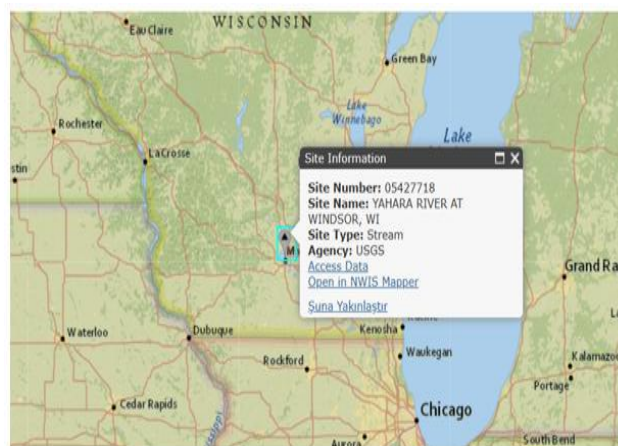 WISCONSIN
Eau Claire
Green Bay
Lake
Winnebago
Rochester
La Crosse
Lake
Site Information
Site Number: 05427718
Site Name: YAHARA RIVER AT
WINDSOR, WI
Site Type: Stream
Agency: USGS
Access Data
Open in NWIS Mapper
Şuna Yakınlaştır
stin
M
Grand Ra
Waterloo
Dubuque
Kenosha
Rockford
Waukegan
Kalamazoo
Portage
Cedar Rapids
Chicago
Aurora
South Bend